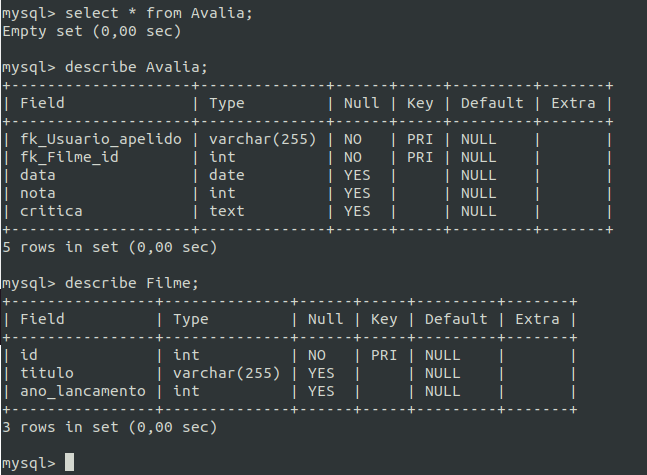 mysql> select * from Avalia;
Empty set (0,00 sec)
mysql> describe Avalia;
+--------------------+--------------+------+-----+---------+-------+
| Field              | Type         | Null | Key | Default | Extra |
+--------------------+--------------+------+-----+---------+-------+
| fk_Usuario_apelido | varchar(255) | NO   | PRI | NULL    |       |
| fk_Filme_id        | int          | NO   | PRI | NULL    |       |
| data               | date         | YES  |     | NULL    |       |
| nota               | int          | YES  |     | NULL    |       |
| critica            | text         | YES  |     | NULL    |       |
+--------------------+--------------+------+-----+---------+-------+
5 rows in set (0,00 sec)
mysql> describe Filme;
+----------------+--------------+------+-----+---------+-------+
| Field          | Type         | Null | Key | Default | Extra |
+----------------+--------------+------+-----+---------+-------+
| id             | int          | NO   | PRI | NULL    |       |
| titulo         | varchar(255) | YES  |     | NULL    |       |
| ano_lancamento | int          | YES  |     | NULL    |       |
+----------------+--------------+------+-----+---------+-------+
3 rows in set (0,00 sec)
mysql>